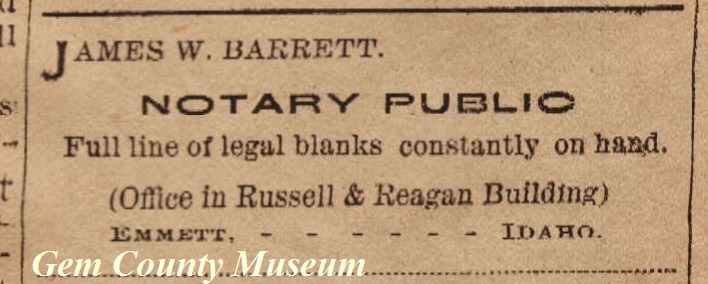 JAMES W. BARRETT.
NOTARY PUBLIC
Full line of legal blanks constantly on hand.
(Office in Russell & Reagan Building)
EMMETT, - - - - - - IDAHO.
Gem County Museum